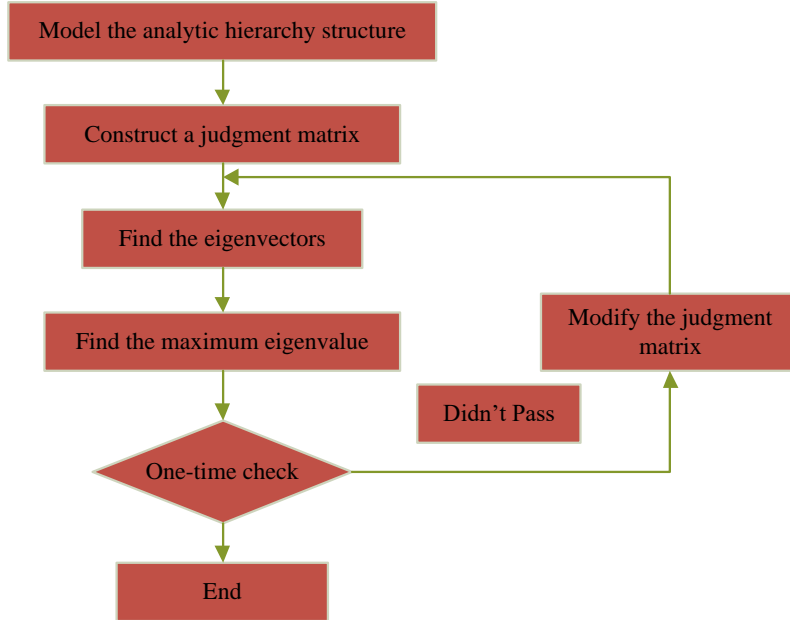 Model the analytic hierarchy structure
Construct a judgment matrix
Find the eigenvectors
Find the maximum eigenvalue
Modify the judgment
matrix
Didn’t Pass
One-time check
End